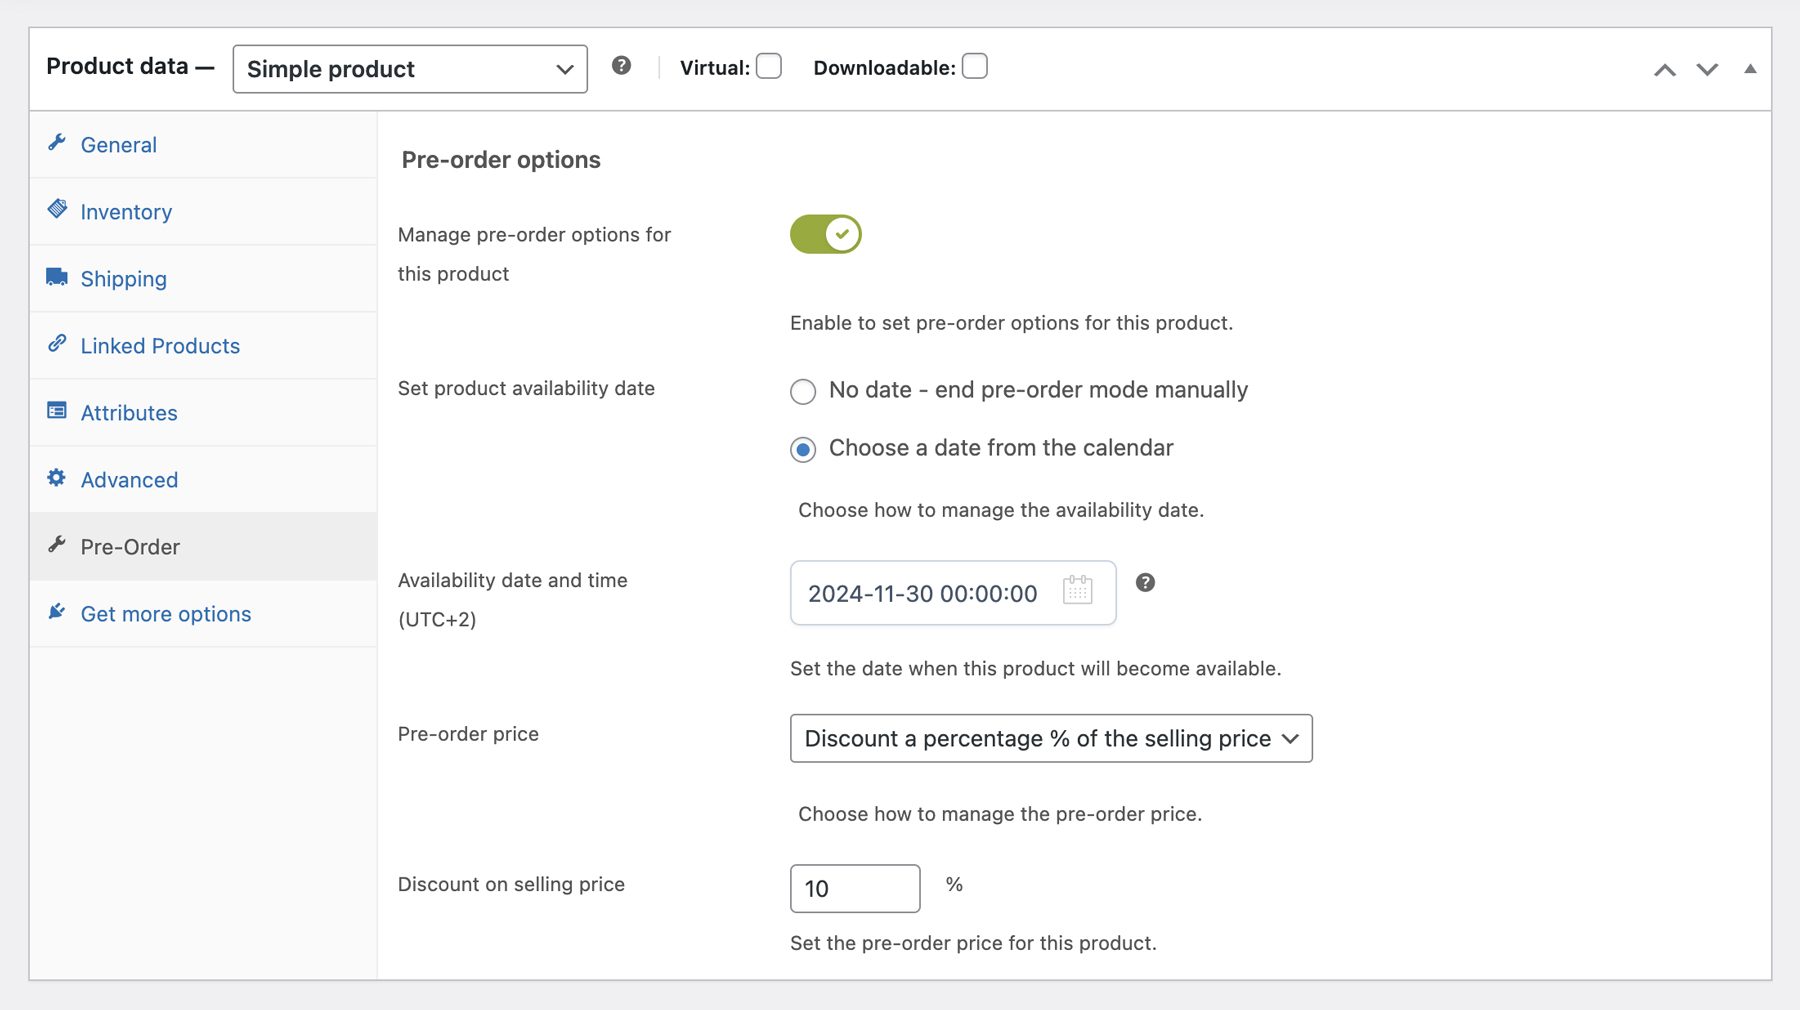 Product data —
Simple product
Virtual:
Downloadable:
General
Inventory
Shipping
Linked Products
Attributes
Advanced
Pre-Order
Get more options
Pre-order options
Manage pre-order options for
this product
Enable to set pre-order options for this product.
Set product availability date
No date - end pre-order mode manually
Choose a date from the calendar
Choose how to manage the availability date.
Availability date and time
(UTC+2)
2024-11-30 00:00:00
Set the date when this product will become available.
Pre-order price
Discount a percentage % of the selling price
Choose how to manage the pre-order price.
Discount on selling price
10 %
Set the pre-order price for this product.